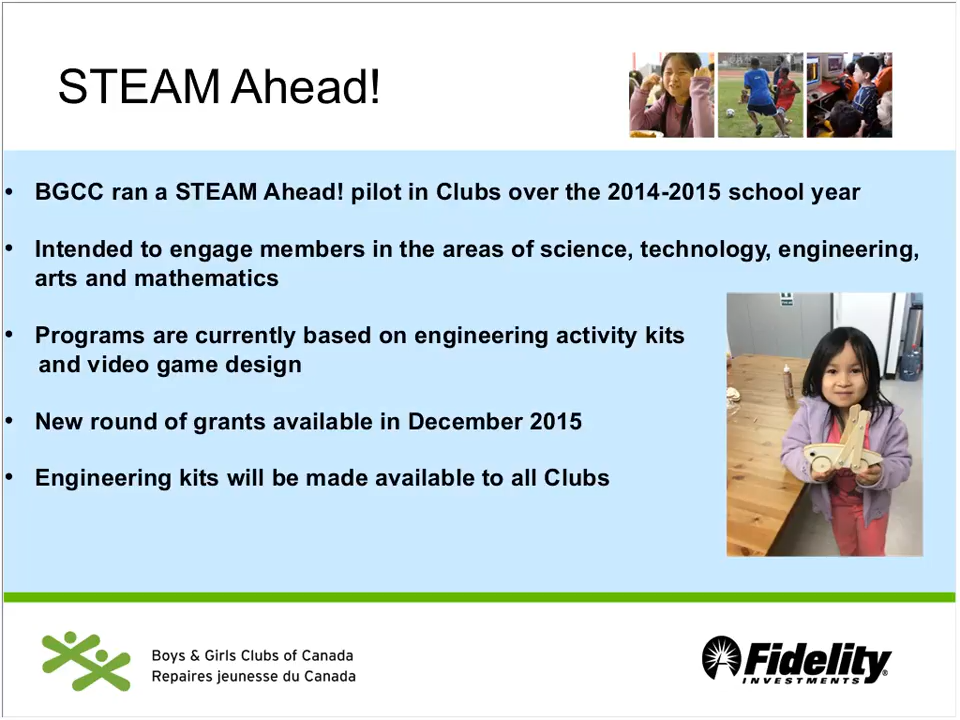 STEAM Ahead!
• BGCC ran a STEAM Ahead! pilot in Clubs over the 2014-2015 school year
• Intended to engage members in the areas of science, technology, engineering,
arts and mathematics
• Programs are currently based on engineering activity kits
and video game design
• New round of grants available in December 2015
• Engineering kits will be made available to all Clubs
Boys & Girls Clubs of Canada
Repaires jeunesse du Canada
Fidelity®
INVESTMENTS